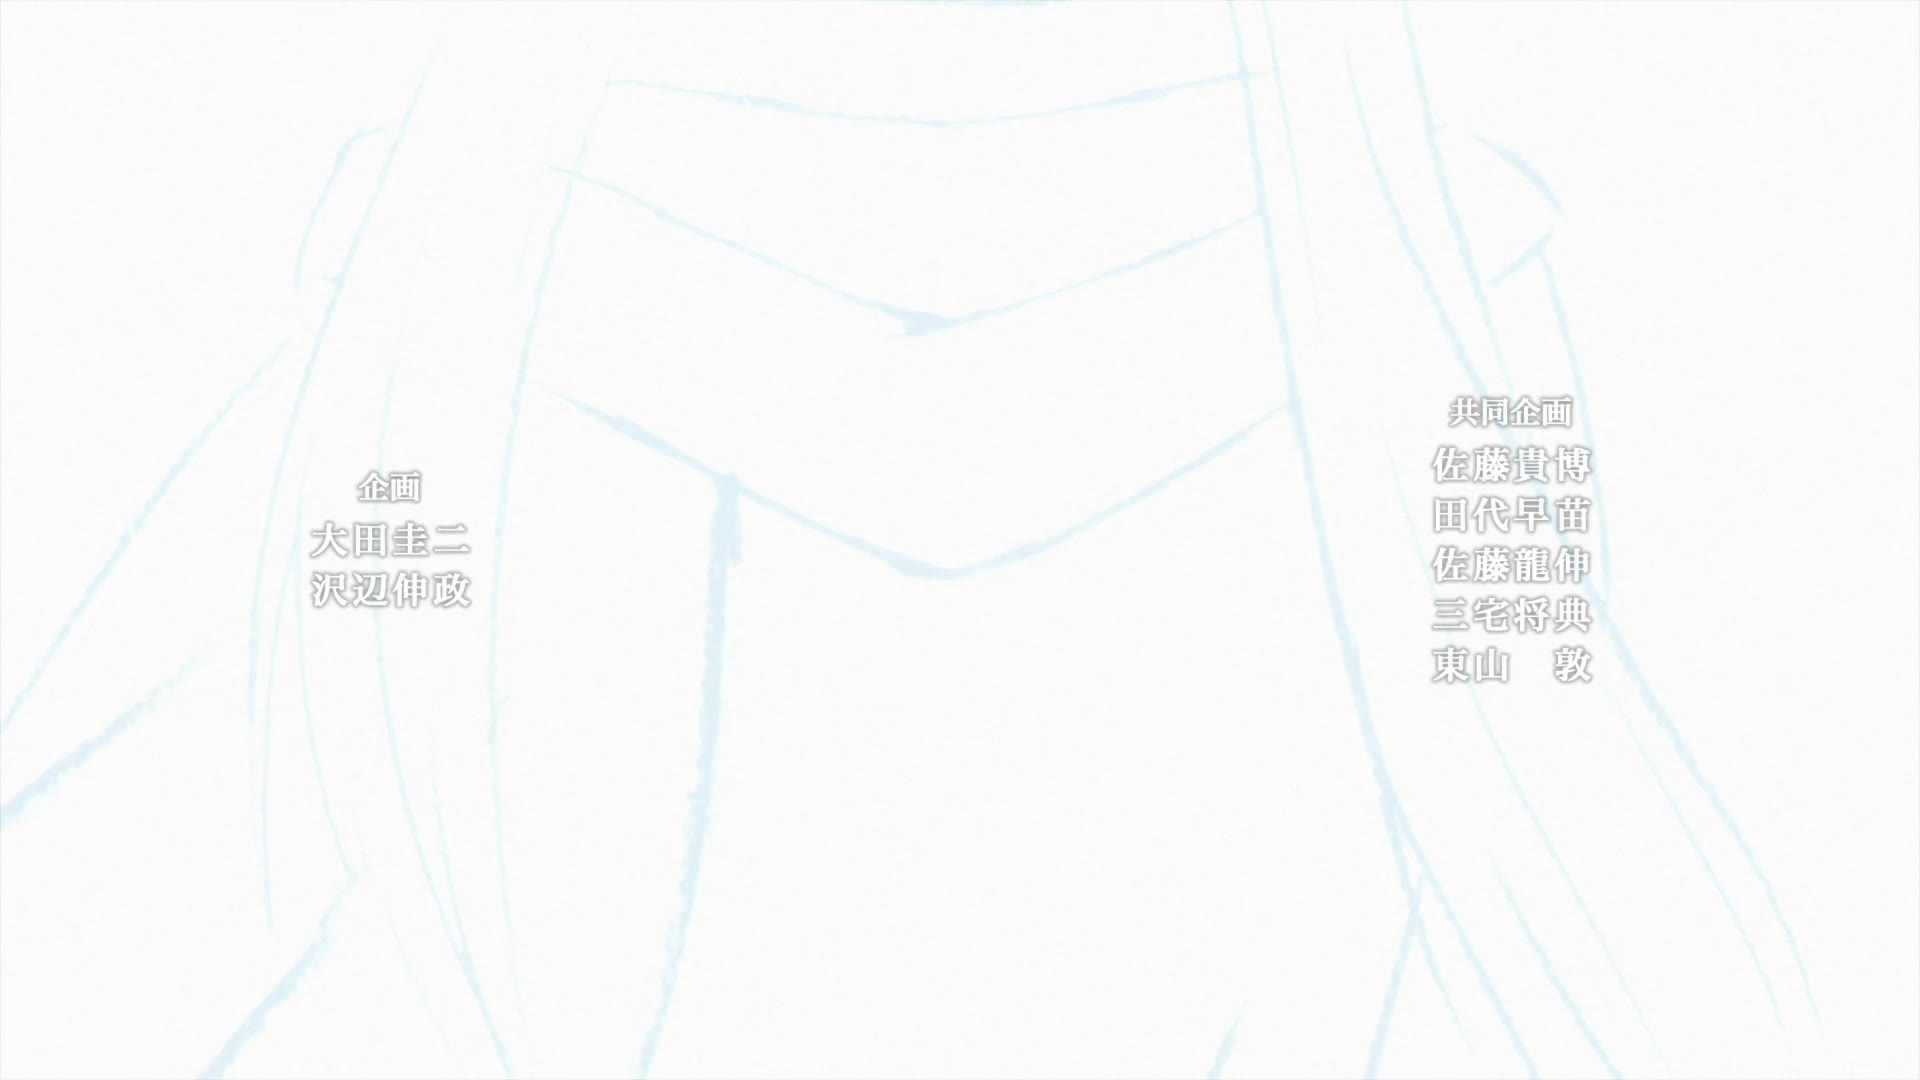 企画
大田圭二
沢辺伸政
共同企画
佐藤貴博
田代早苗
佐藤龍伸
三宅将典
東山　敦